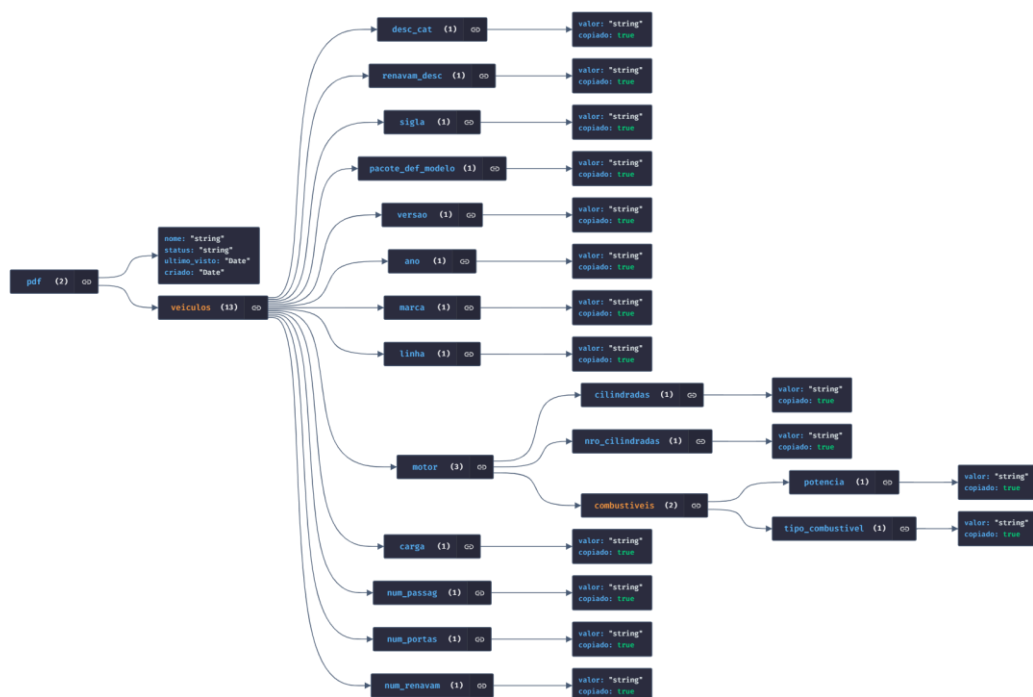 desc_cat (1)
valor: "string"
copiado: true
renavam_desc (1)
valor: "string"
copiado: true
sigla (1)
valor: "string"
copiado: true
pacote_def_modelo (1)
valor: "string"
copiado: true
versao (1)
valor: "string"
copiado: true
nome: "string"
status: "string"
ultimo_visto: "Date"
criado: "Date"
ano (1)
valor: "string"
copiado: true
pdf (2)
veiculos (13)
marca (1)
valor: "string"
copiado: true
linha (1)
valor: "string"
copiado: true
cilindradas (1)
valor: "string"
copiado: true
nro_cilindradas (1)
valor: "string"
copiado: true
motor (3)
potencia (1)
valor: "string"
copiado: true
combustiveis (2)
tipo_combustivel (1)
valor: "string"
copiado: true
carga (1)
valor: "string"
copiado: true
num_passag (1)
valor: "string"
copiado: true
num_portas (1)
valor: "string"
copiado: true
num_renavam (1)
valor: "string"
copiado: true